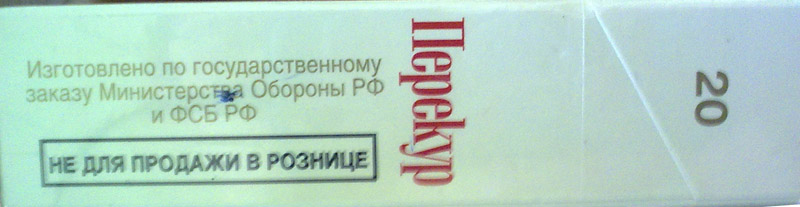 Изготовлено по государственному
заказу Министерства Обороны РФ
и ФСБ РФ
НЕ ДЛЯ ПРОДАЖИ В РОЗНИЦЕ
Перекур
20